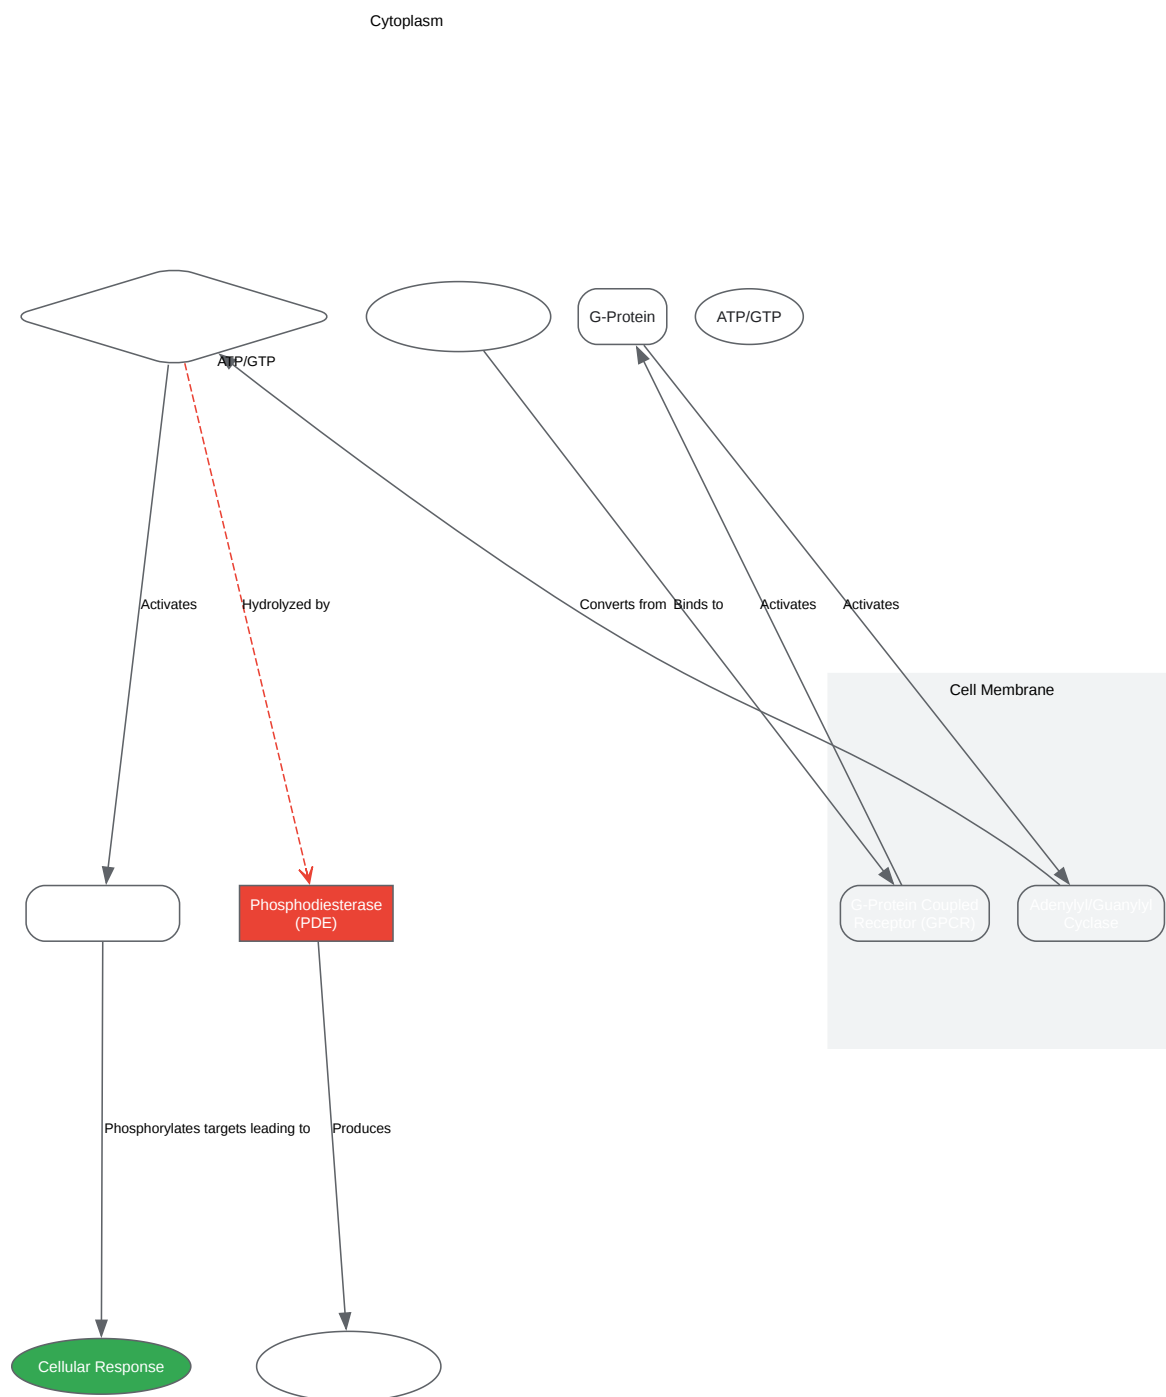 Cytoplasm
G-Protein
ATP/GTP
ATP/GTP
Activates
Hydrolyzed by
Converts from
Binds to
Activates
Activates
Cell Membrane
Phosphodiesterase
(PDE)
G-Protein Coupled
Receptor (GPCR)
Adenylyl/Guanylyl
Cyclase
Phosphorylates targets leading to
Produces
Cellular Response